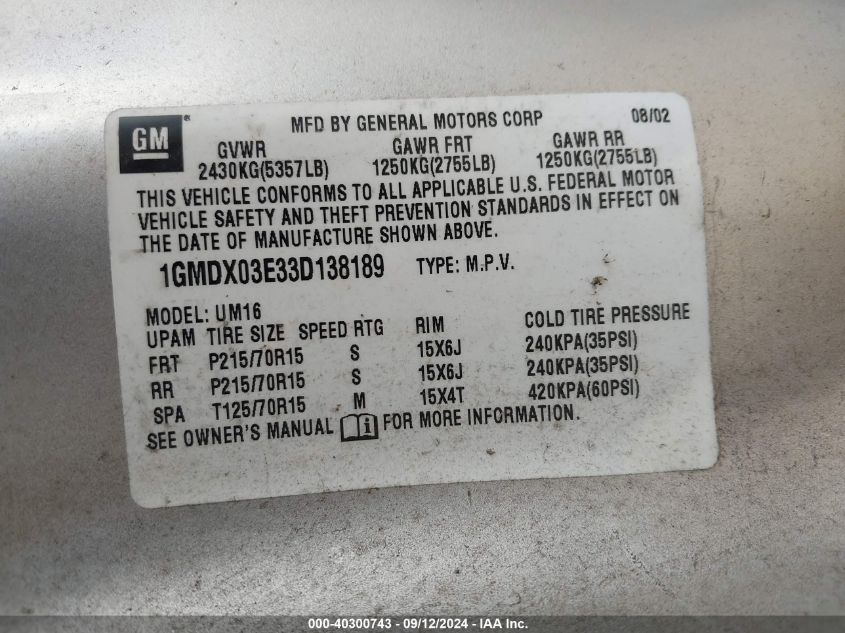 GM MFD BY GENERAL MOTORS CORP 08/02
GVWR GAWR FRT GAWR RR
2430KG(5357LB) 1250KG(2755LB) 1250KG(2755LB)
THIS VEHICLE CONFORMS TO ALL APPLICABLE U.S. FEDERAL MOTOR
VEHICLE SAFETY AND THEFT PREVENTION STANDARDS IN EFFECT ON
THE DATE OF MANUFACTURE SHOWN ABOVE.
1GMDX03E33D138189 TYPE: M.P.V.
MODEL: UM16
UPAM TIRE SIZE SPEED RTG RIM COLD TIRE PRESSURE
FRT P215/70R15 S 15X6J 240KPA(35PSI)
RR P215/70R15 S 15X6J 240KPA(35PSI)
SPA T125/70R15 M 15X4T 420KPA(60PSI)
SEE OWNER'S MANUAL i FOR MORE INFORMATION.
000-40300743 - 09/12/2024 - IAA Inc.